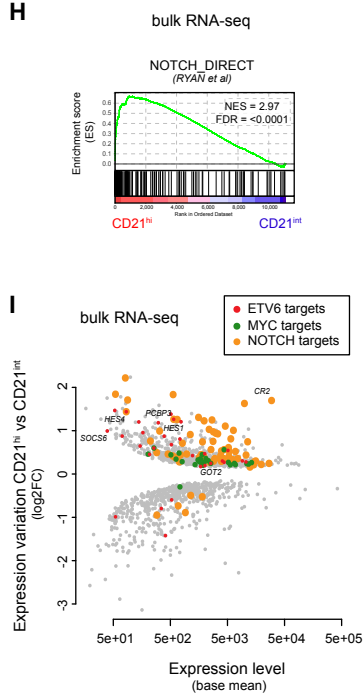 H
bulk RNA-seq
NOTCH_DIRECT
(RYAN et al)
Enrichment score
(ES)
0.6
0.5
0.4
0.3
0.2
0.1
0.0
NES = 2.97
FDR = <0.0001
0
2,000
4,000
6,000
8,000
10,000
Rank in Ordered Dataset
CD21hi
CD21int
I
bulk RNA-seq
ETV6 targets
MYC targets
NOTCH targets
Expression variation CD21hi vs CD21int
(log2FC)
2
1
0
-1
-2
-3
CR2
HES4
PCBP3
HES1
SOCS6
GOT2
5e+01
5e+02
5e+03
5e+04
5e+05
Expression level
(base mean)